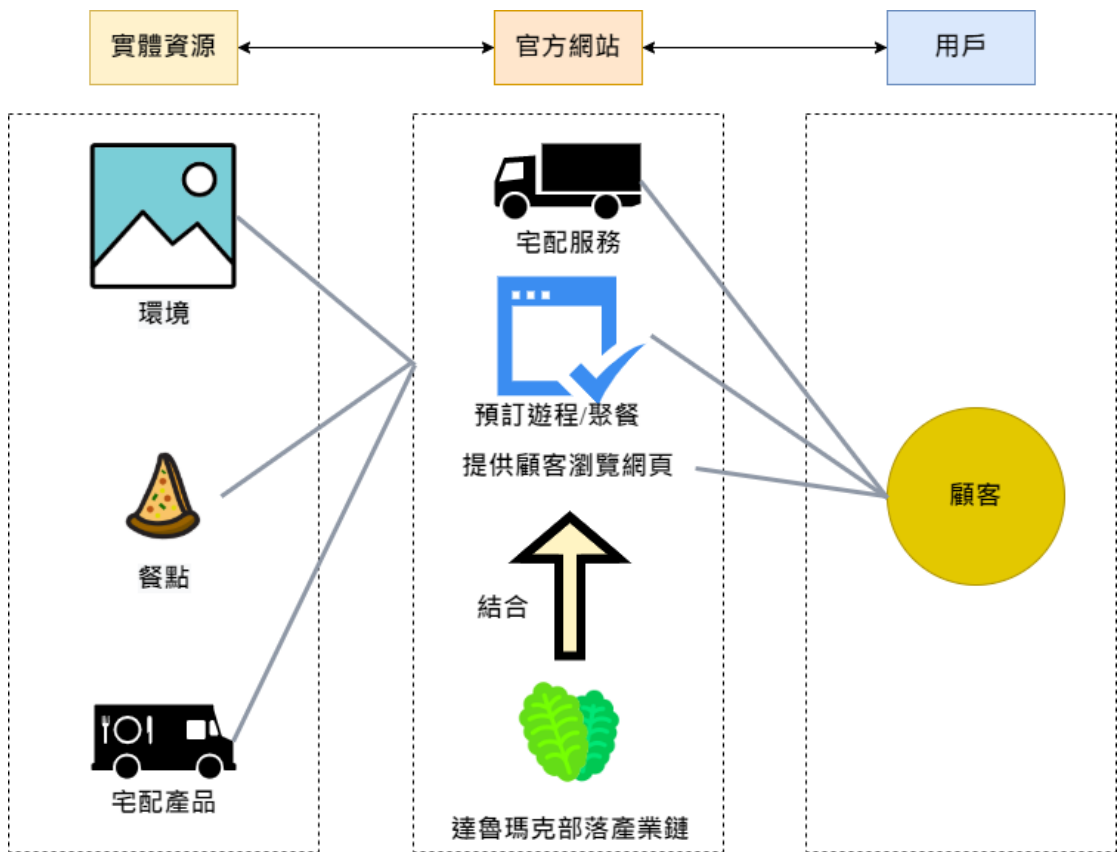 實體資源
官方網站
用戶
環境
餐點
宅配產品
宅配服務
預訂遊程/聚餐
提供顧客瀏覽網頁
結合
達魯瑪克部落產業鏈
顧客